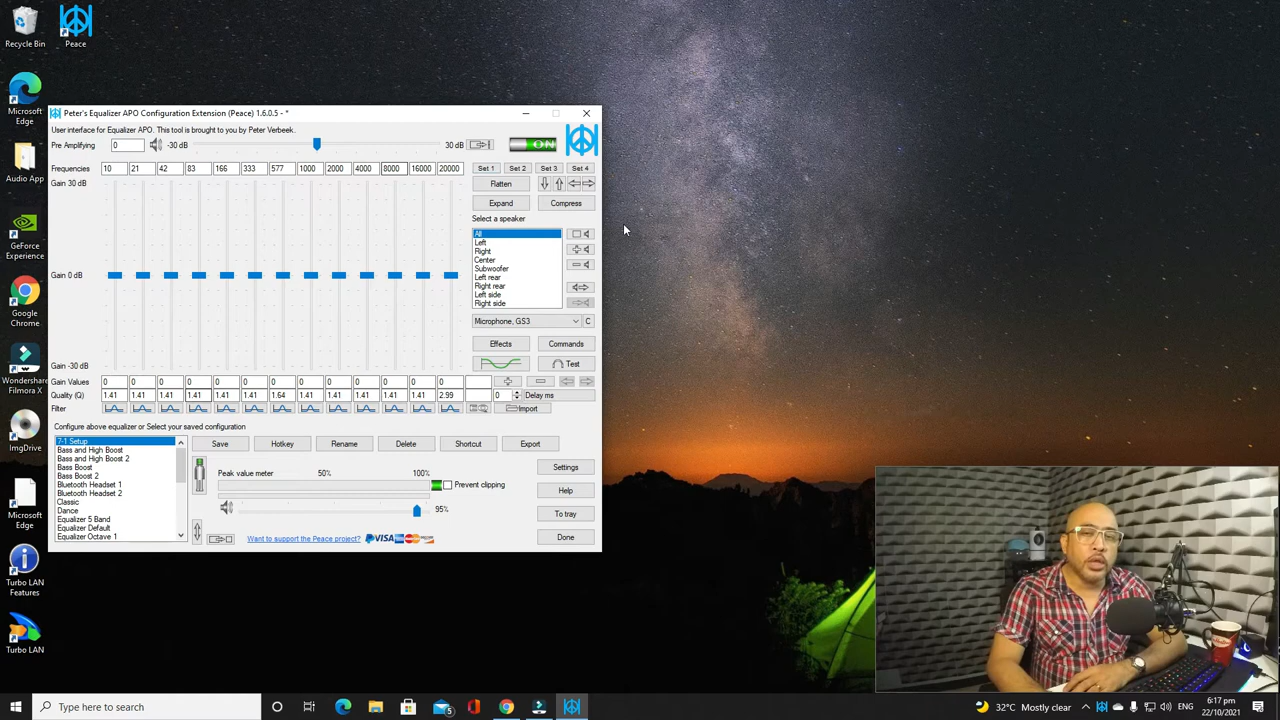 Recycle Bin
Peace
Microsoft
Edge
Audio App
GeForce
Experience
Google
Chrome
Wondershare
Filmora X
ImgDrive
Microsoft
Edge
Turbo LAN
Features
Turbo LAN
Peter's Equalizer APO Configuration Extension (Peace) 1.6.0.5 - *
User interface for Equalizer APO. This tool is brought to you by Peter Verbeek.
Pre Amplifying 0 -30 dB 30 dB ON
Frequencies 10 21 42 83 166 333 577 1000 2000 4000 8000 16000 20000 Set 1 Set 2 Set 3 Set 4
Gain 30 dB Flatten
Expand Compress
Select a speaker
All
Left
Right
Center
Subwoofer
Left rear
Right rear
Left side
Right side
Gain 0 dB
Microphone, GS3 C
Effects Commands
Gain -30 dB Test
Gain Values 0 0 0 0 0 0 0 0 0 0 0 0 0
Quality (Q) 1.41 1.41 1.41 1.41 1.41 1.41 1.64 1.41 1.41 1.41 1.41 1.41 2.99 0 Delay ms
Filter Import
Configure above equalizer or Select your saved configuration
7-1 Setup
Bass and High Boost
Bass and High Boost 2
Bass Boost
Bass Boost 2
Bluetooth Headset 1
Bluetooth Headset 2
Classic
Dance
Equalizer 5 Band
Equalizer Default
Equalizer Octave 1
Save Hotkey Rename Delete Shortcut Export
Peak value meter 50% 100% Settings
Prevent clipping Help
95% To tray
Want to support the Peace project? VISA Done
Type here to search
5
32°C Mostly clear
6:17 pm
22/10/2021